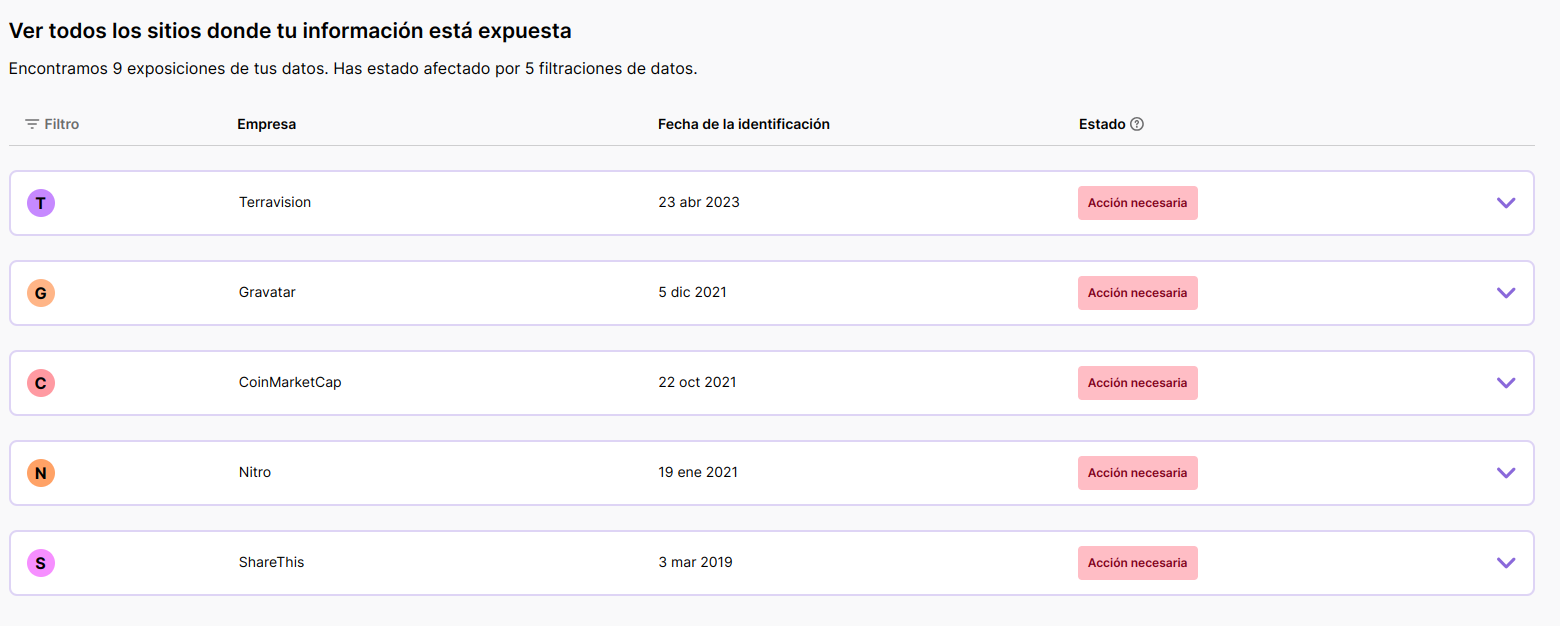 Ver todos los sitios donde tu información está expuesta
Encontramos 9 exposiciones de tus datos. Has estado afectado por 5 filtraciones de datos.
Filtro Empresa Fecha de la identificación Estado ?
T Terravision 23 abr 2023 Acción necesaria
G Gravatar 5 dic 2021 Acción necesaria
C CoinMarketCap 22 oct 2021 Acción necesaria
N Nitro 19 ene 2021 Acción necesaria
S ShareThis 3 mar 2019 Acción necesaria